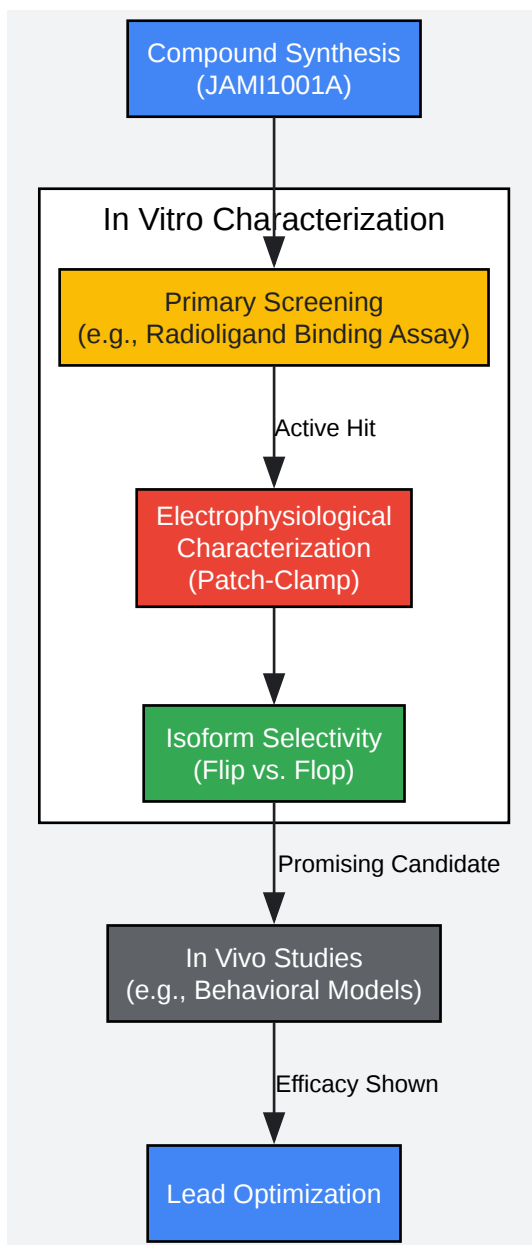 Compound Synthesis
(JAMI1001A)
In Vitro Characterization
Primary Screening
(e.g., Radioligand Binding Assay)
Active Hit
Electrophysiological
Characterization
(Patch-Clamp)
Isoform Selectivity
(Flip vs. Flop)
Promising Candidate
In Vivo Studies
(e.g., Behavioral Models)
Efficacy Shown
Lead Optimization